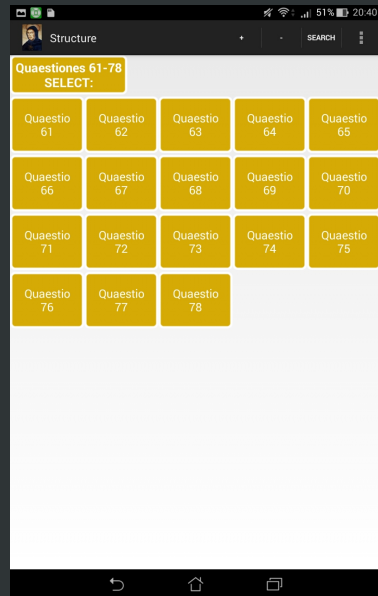 51% 20:40
Structure + - SEARCH
Quaestiones 61-78
SELECT:
Quaestio 61
Quaestio 62
Quaestio 63
Quaestio 64
Quaestio 65
Quaestio 66
Quaestio 67
Quaestio 68
Quaestio 69
Quaestio 70
Quaestio 71
Quaestio 72
Quaestio 73
Quaestio 74
Quaestio 75
Quaestio 76
Quaestio 77
Quaestio 78